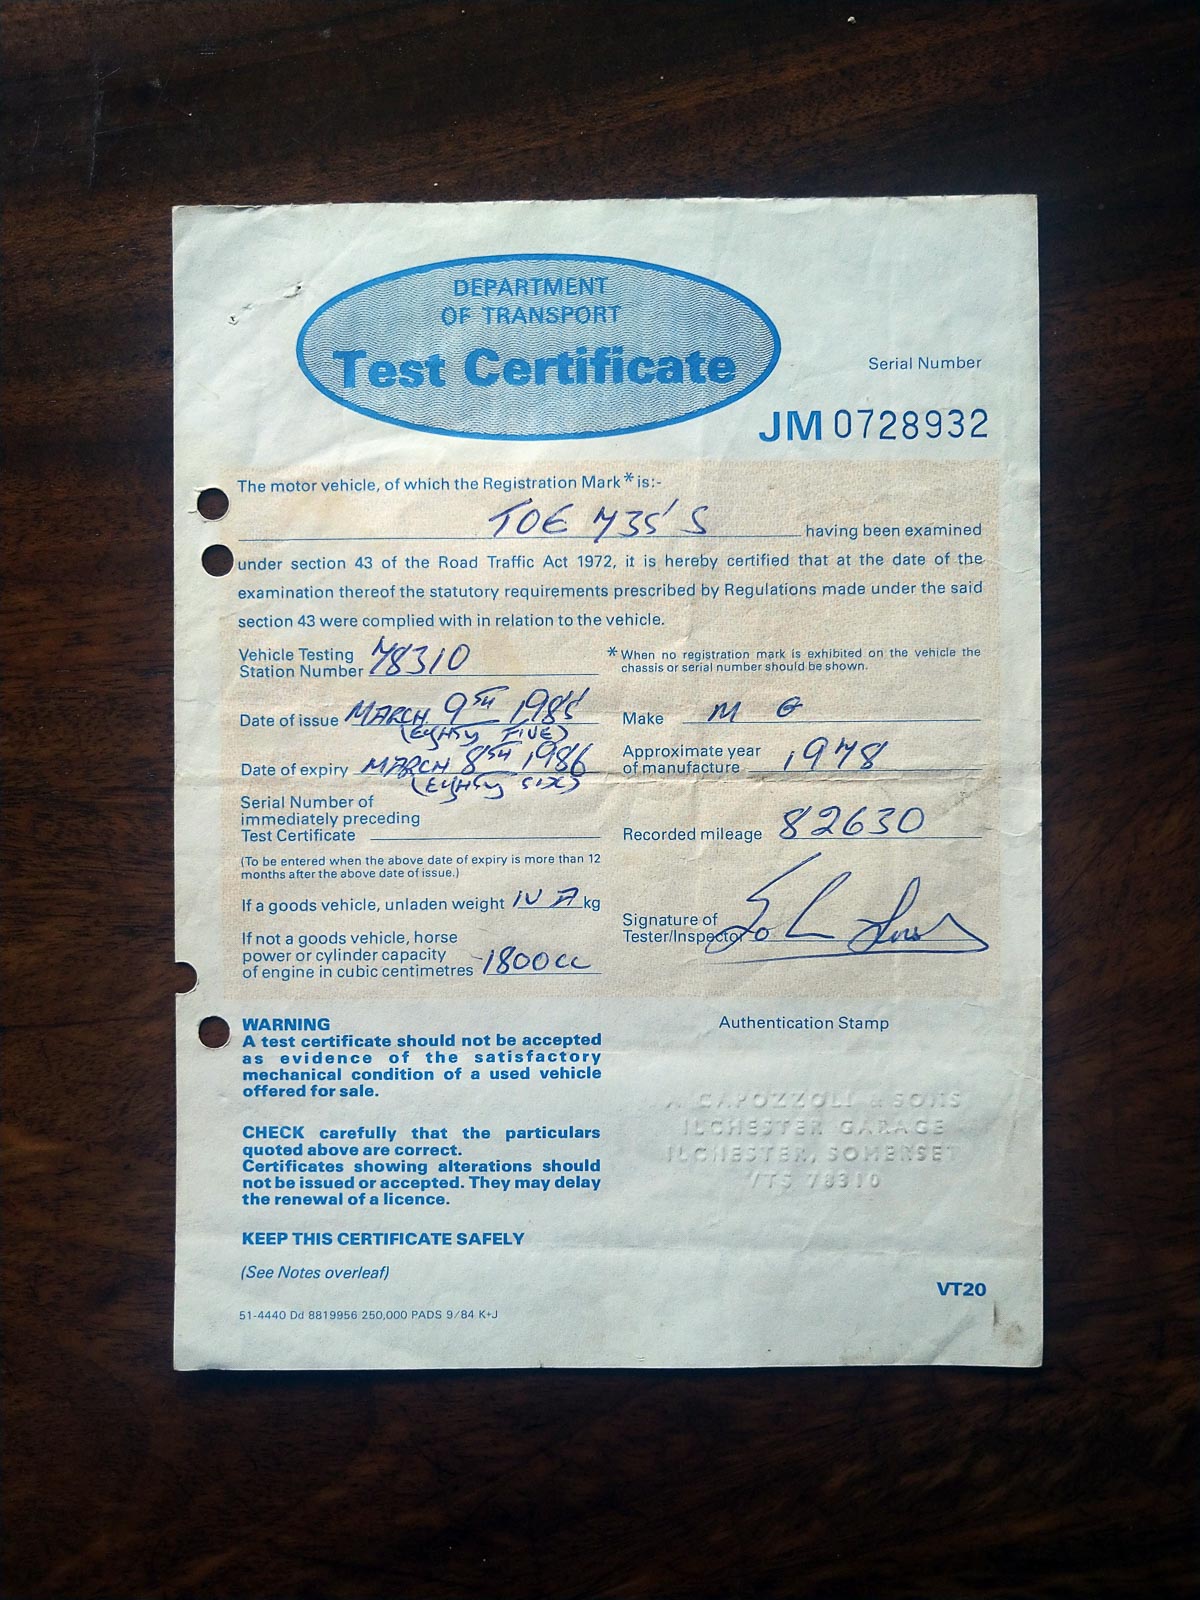 DEPARTMENT
OF TRANSPORT
Test Certificate
Serial Number
JM 0728932
The motor vehicle, of which the Registration Mark * is:-
TOE 735 S having been examined
under section 43 of the Road Traffic Act 1972, it is hereby certified that at the date of the
examination thereof the statutory requirements prescribed by Regulations made under the said
section 43 were complied with in relation to the vehicle.
Vehicle Testing
Station Number 78310
* When no registration mark is exhibited on the vehicle the
chassis or serial number should be shown.
Date of issue MARCH 9TH 1985
(EIGHTY FIVE)
Make M G
Date of expiry MARCH 8TH 1986
(EIGHTY SIX)
Approximate year
of manufacture 1978
Serial Number of
immediately preceding
Test Certificate
Recorded mileage 82630
(To be entered when the above date of expiry is more than 12
months after the above date of issue.)
If a goods vehicle, unladen weight N A kg
Signature of
Tester/Inspector
If not a goods vehicle, horse
power or cylinder capacity
of engine in cubic centimetres 1800cc
WARNING
A test certificate should not be accepted
as evidence of the satisfactory
mechanical condition of a used vehicle
offered for sale.
CHECK carefully that the particulars
quoted above are correct.
Certificates showing alterations should
not be issued or accepted. They may delay
the renewal of a licence.
KEEP THIS CERTIFICATE SAFELY
(See Notes overleaf)
51-4440 Dd 8819956 250,000 PADS 9/84 K+J
Authentication Stamp
A CAPOZZOLI & SONS
ILCHESTER GARAGE
ILCHESTER, SOMERSET
VTS 78310
VT20